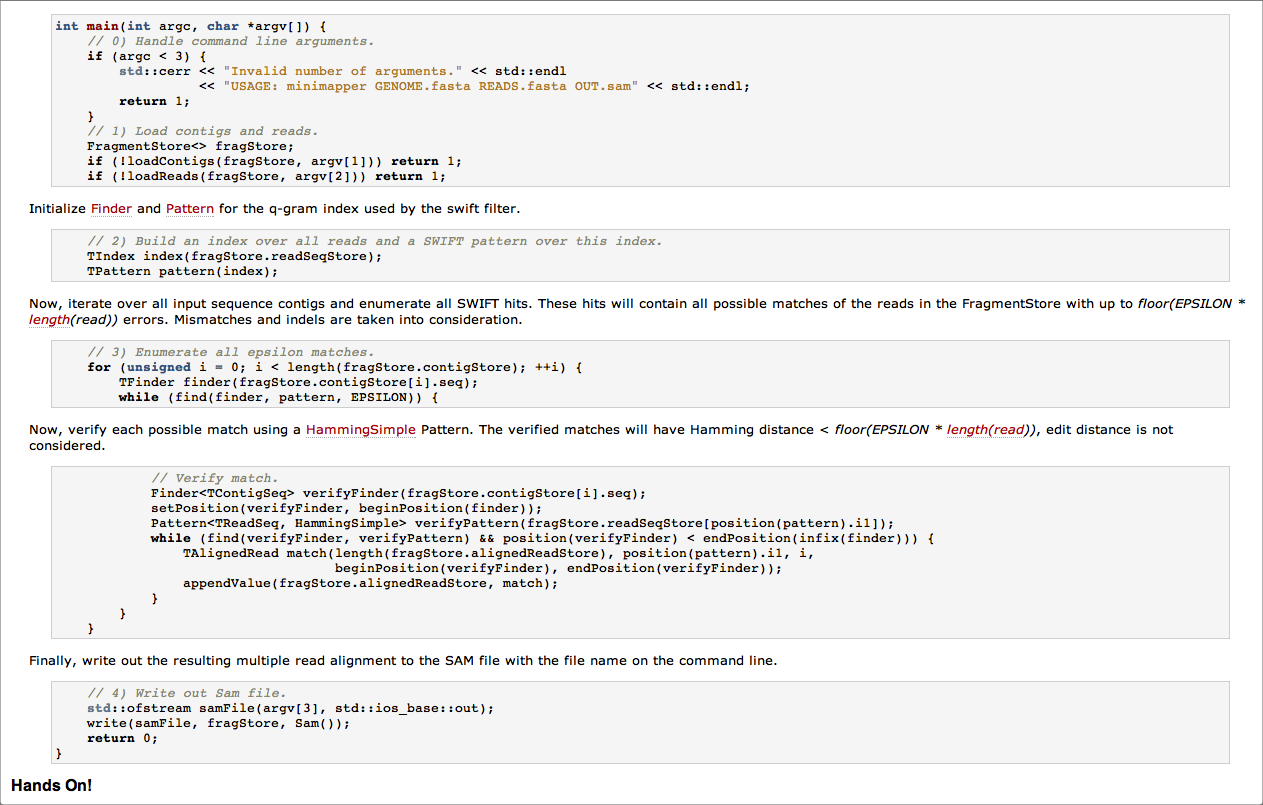 int main(int argc, char *argv[]) {
// 0) Handle command line arguments.
if (argc < 3) {
std::cerr << "Invalid number of arguments." << std::endl
<< "USAGE: minimapper GENOME.fasta READS.fasta OUT.sam" << std::endl;
return 1;
}
// 1) Load contigs and reads.
FragmentStore<> fragStore;
if (!loadContigs(fragStore, argv[1])) return 1;
if (!loadReads(fragStore, argv[2])) return 1;
Initialize Finder and Pattern for the q-gram index used by the swift filter.
// 2) Build an index over all reads and a SWIFT pattern over this index.
TIndex index(fragStore.readSeqStore);
TPattern pattern(index);
Now, iterate over all input sequence contigs and enumerate all SWIFT hits. These hits will contain all possible matches of the reads in the FragmentStore with up to floor(EPSILON *
length(read)) errors. Mismatches and indels are taken into consideration.
// 3) Enumerate all epsilon matches.
for (unsigned i = 0; i < length(fragStore.contigStore); ++i) {
TFinder finder(fragStore.contigStore[i].seq);
while (find(finder, pattern, EPSILON)) {
Now, verify each possible match using a HammingSimple Pattern. The verified matches will have Hamming distance < floor(EPSILON * length(read)), edit distance is not
considered.
// Verify match.
Finder<TContigSeq> verifyFinder(fragStore.contigStore[i].seq);
setPosition(verifyFinder, beginPosition(finder));
Pattern<TReadSeq, HammingSimple> verifyPattern(fragStore.readSeqStore[position(pattern).i1]);
while (find(verifyFinder, verifyPattern) && position(verifyFinder) < endPosition(infix(finder))) {
TAlignedRead match(length(fragStore.alignedReadStore), position(pattern).i1, i,
beginPosition(verifyFinder), endPosition(verifyFinder));
appendValue(fragStore.alignedReadStore, match);
}
}
}
Finally, write out the resulting multiple read alignment to the SAM file with the file name on the command line.
// 4) Write out Sam file.
std::ofstream samFile(argv[3], std::ios_base::out);
write(samFile, fragStore, Sam());
return 0;
}
Hands On!